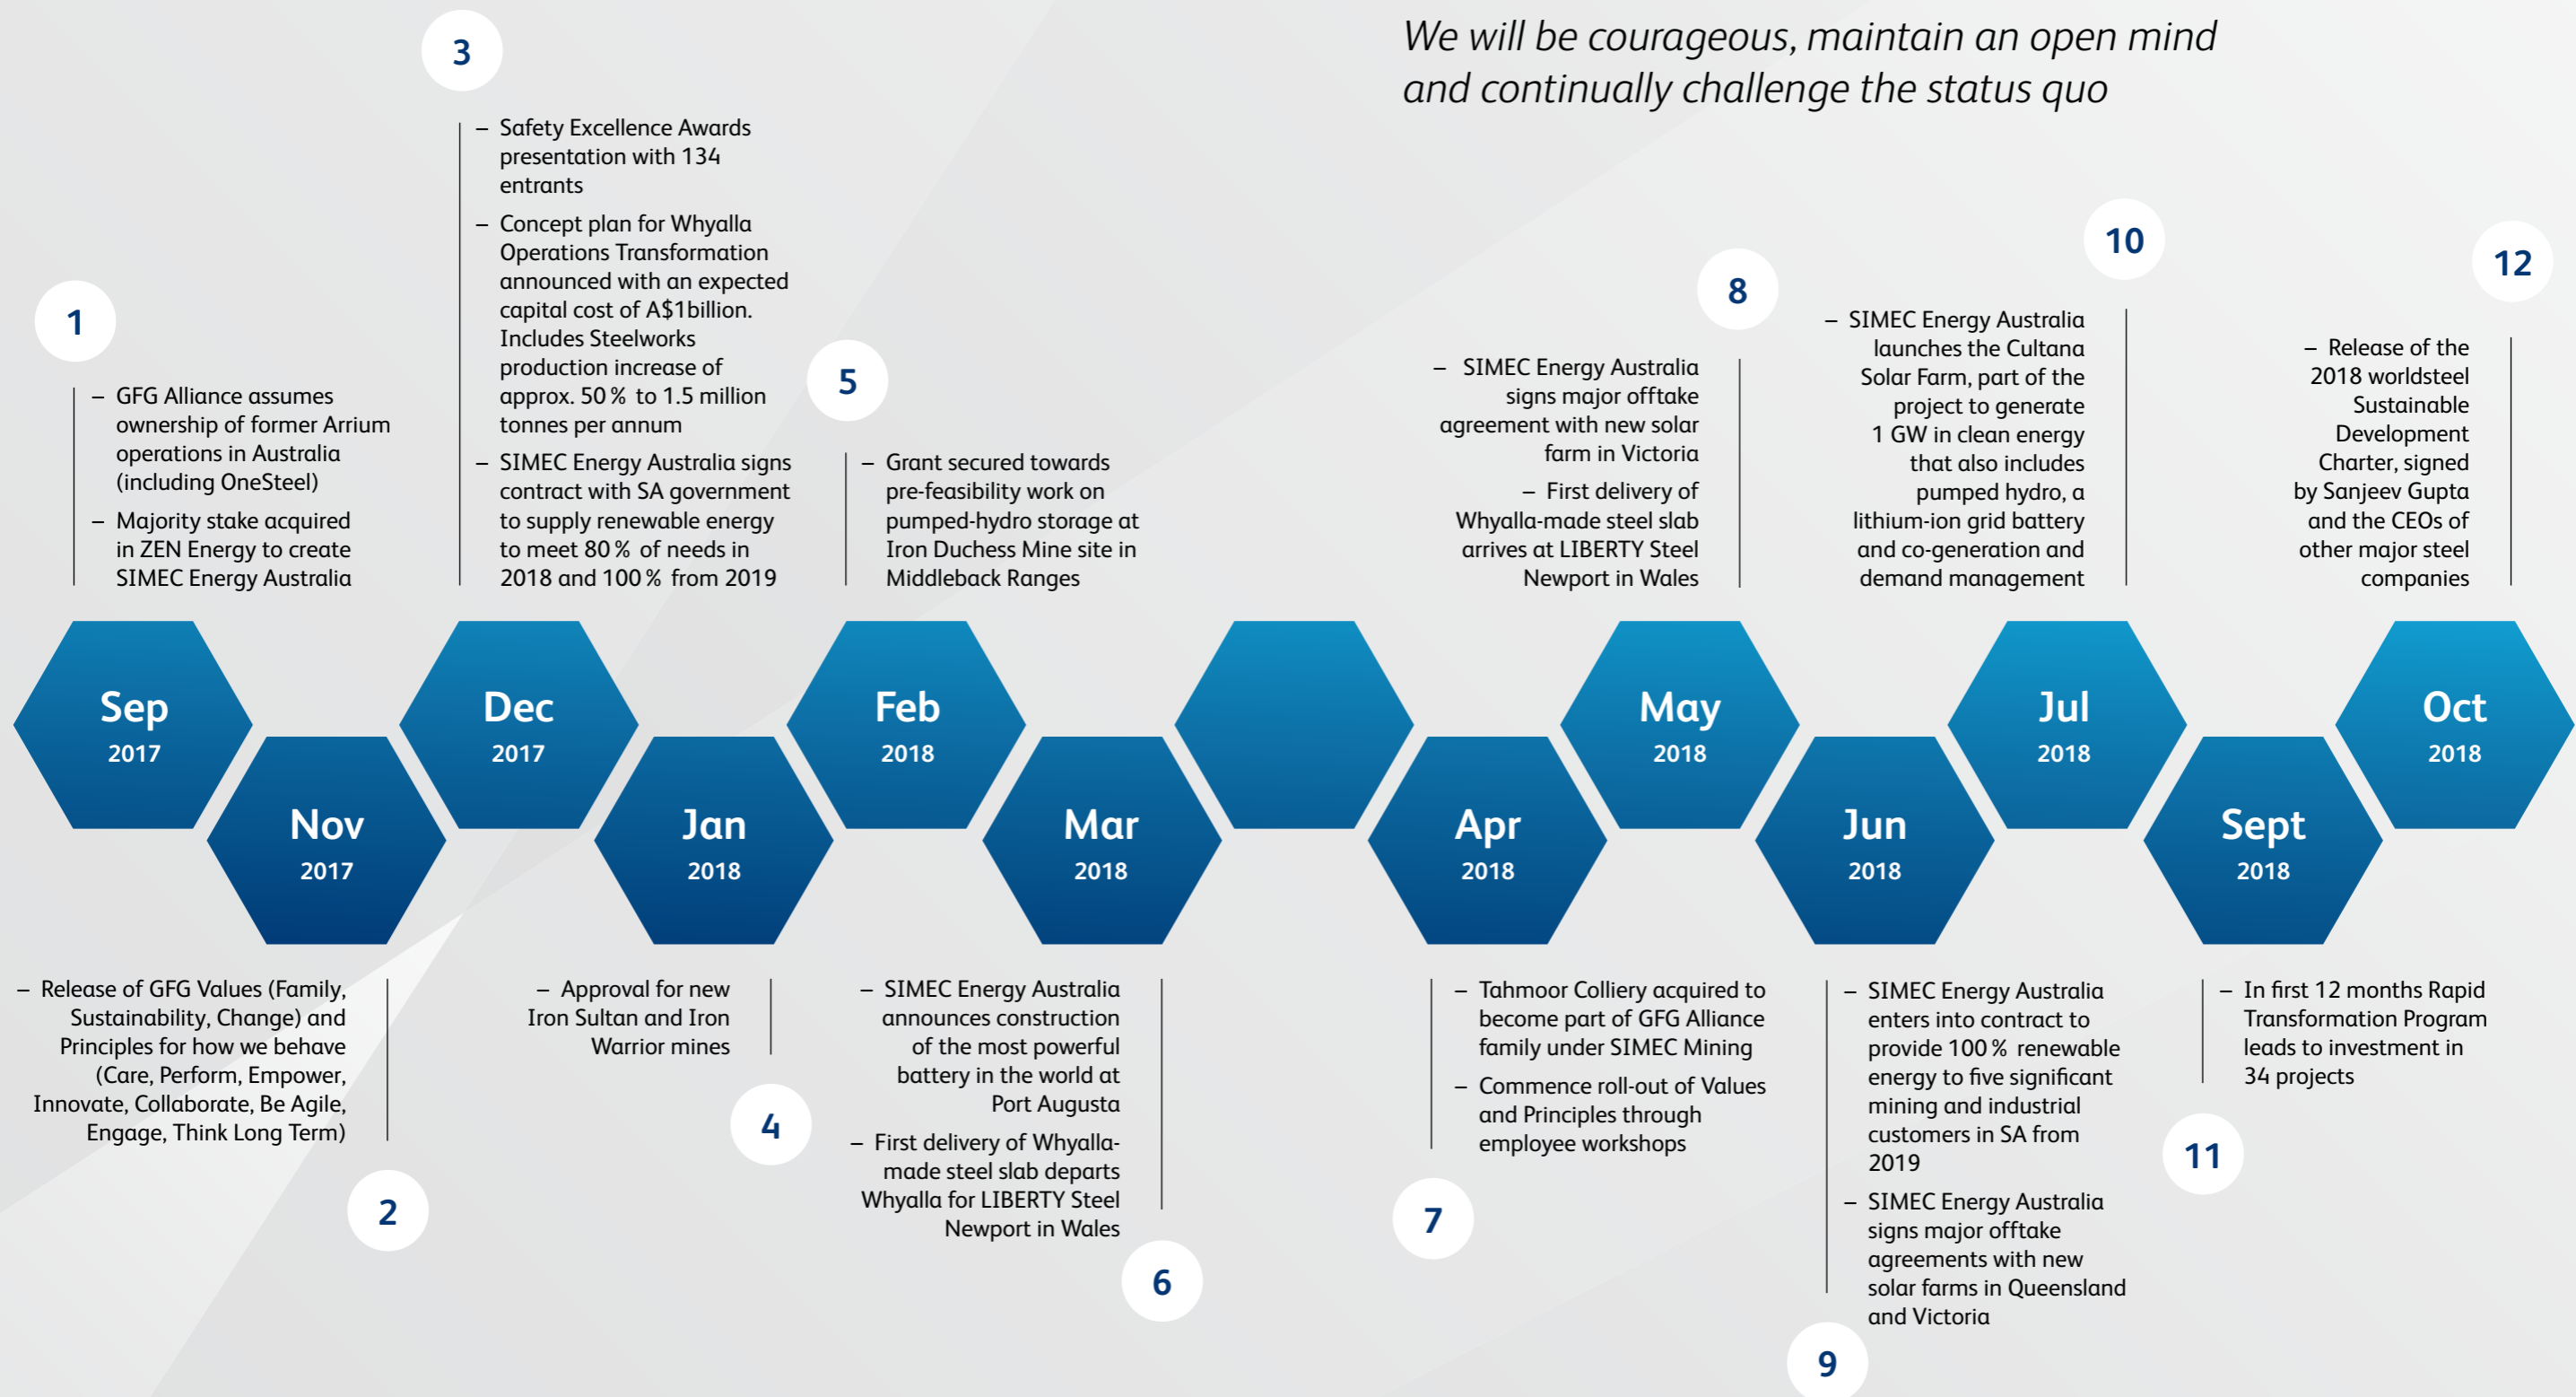 We will be courageous, maintain an open mind
and continually challenge the status quo
1
– GFG Alliance assumes
ownership of former Arrium
operations in Australia
(including OneSteel)
– Majority stake acquired
in ZEN Energy to create
SIMEC Energy Australia
3
– Safety Excellence Awards
presentation with 134
entrants
– Concept plan for Whyalla
Operations Transformation
announced with an expected
capital cost of A$1billion.
Includes Steelworks
production increase of
approx. 50 % to 1.5 million
tonnes per annum
– SIMEC Energy Australia signs
contract with SA government
to supply renewable energy
to meet 80 % of needs in
2018 and 100 % from 2019
5
– Grant secured towards
pre-feasibility work on
pumped-hydro storage at
Iron Duchess Mine site in
Middleback Ranges
8
– SIMEC Energy Australia
signs major offtake
agreement with new solar
farm in Victoria
– First delivery of
Whyalla-made steel slab
arrives at LIBERTY Steel
Newport in Wales
10
– SIMEC Energy Australia
launches the Cultana
Solar Farm, part of the
project to generate
1 GW in clean energy
that also includes
pumped hydro, a
lithium-ion grid battery
and co-generation and
demand management
12
– Release of the
2018 worldsteel
Sustainable
Development
Charter, signed
by Sanjeev Gupta
and the CEOs of
other major steel
companies
Sep
2017
Nov
2017
Dec
2017
Jan
2018
Feb
2018
Mar
2018
Apr
2018
May
2018
Jun
2018
Jul
2018
Sept
2018
Oct
2018
– Release of GFG Values (Family,
Sustainability, Change) and
Principles for how we behave
(Care, Perform, Empower,
Innovate, Collaborate, Be Agile,
Engage, Think Long Term)
2
– Approval for new
Iron Sultan and Iron
Warrior mines
4
– SIMEC Energy Australia
announces construction
of the most powerful
battery in the world at
Port Augusta
– First delivery of Whyalla-
made steel slab departs
Whyalla for LIBERTY Steel
Newport in Wales
6
– Tahmoor Colliery acquired to
become part of GFG Alliance
family under SIMEC Mining
– Commence roll-out of Values
and Principles through
employee workshops
7
– SIMEC Energy Australia
enters into contract to
provide 100 % renewable
energy to five significant
mining and industrial
customers in SA from
2019
– SIMEC Energy Australia
signs major offtake
agreements with new
solar farms in Queensland
and Victoria
9
– In first 12 months Rapid
Transformation Program
leads to investment in
34 projects
11